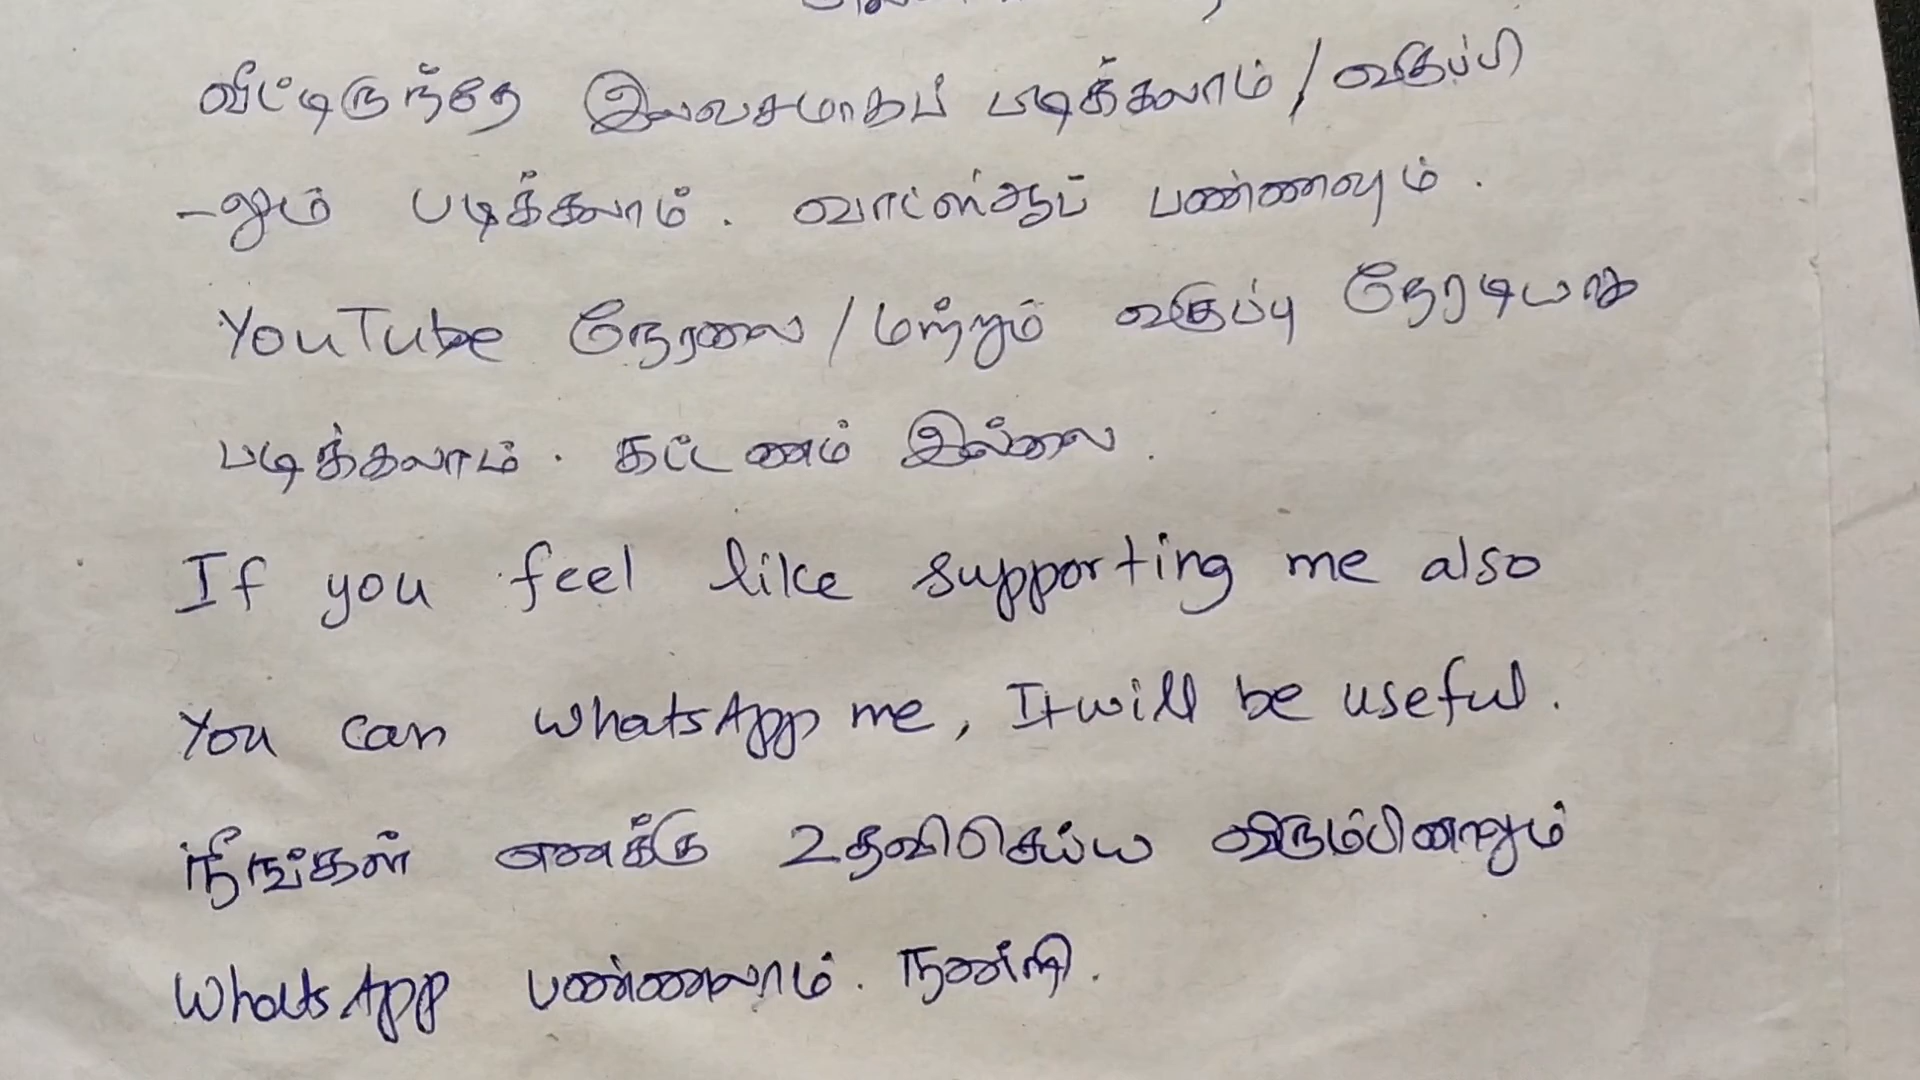 வீட்டிருந்தே இலவசமாகப் படிக்கலாம் / வகுப்பி
-லும் படிக்கலாம். வாட்ஸ்ஆப் பண்ணவும்.
YouTube நேரலை / மற்றும் வகுப்பு நேரடியாக
படிக்கலாம். கட்டணம் இல்லை.
If you feel like supporting me also
You can whatsApp me, It will be useful.
நீங்கள் எனக்கு உதவிசெய்ய விரும்பினாலும்
WhatsApp பண்ணலாம். நன்றி.